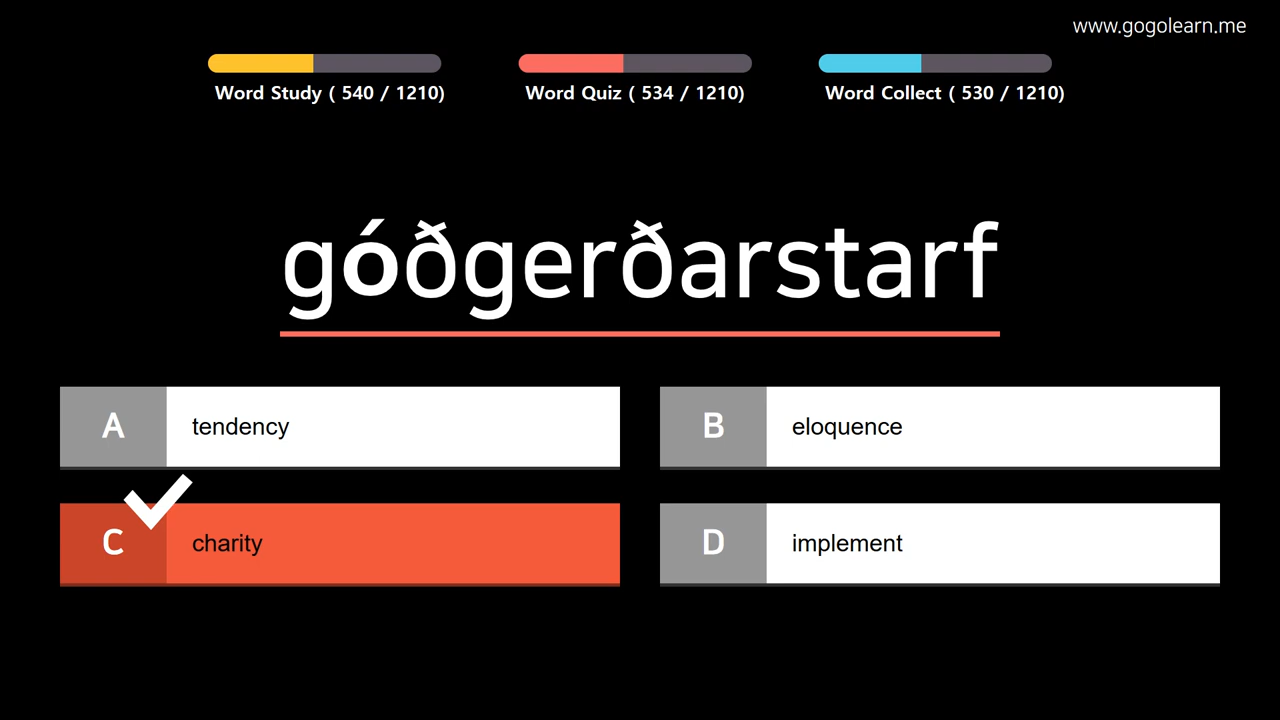 www.gogolearn.me
Word Study ( 540 / 1210)
Word Quiz ( 534 / 1210)
Word Collect ( 530 / 1210)
góðgerðarstarf
A tendency
B eloquence
C charity
D implement